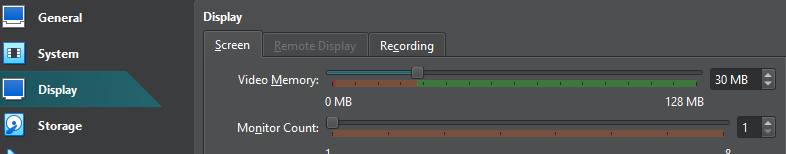 General
System
Display
Storage
Display
Screen
Remote Display
Recording
Video Memory:
30 MB
0 MB
128 MB
Monitor Count:
1